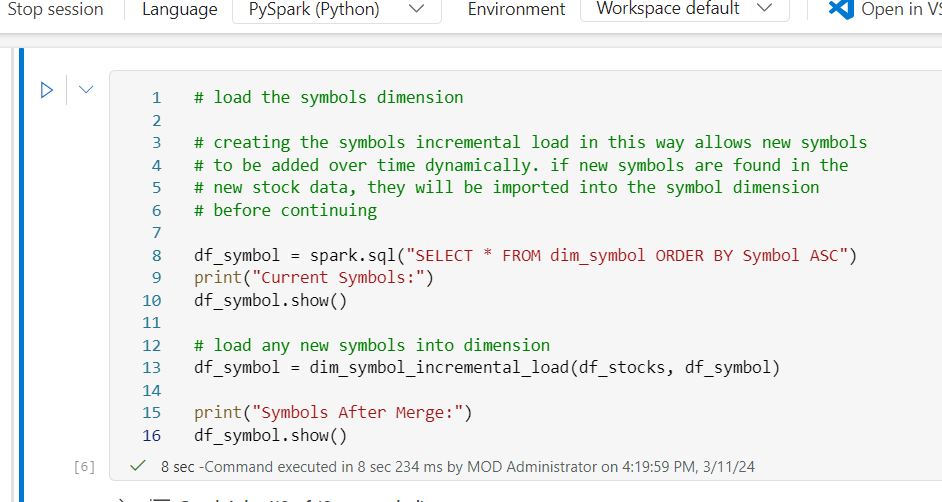 Stop session Language PySpark (Python) Environment Workspace default Open in VS
1 # load the symbols dimension
2
3 # creating the symbols incremental load in this way allows new symbols
4 # to be added over time dynamically. if new symbols are found in the
5 # new stock data, they will be imported into the symbol dimension
6 # before continuing
7
8 df_symbol = spark.sql("SELECT * FROM dim_symbol ORDER BY Symbol ASC")
9 print("Current Symbols:")
10 df_symbol.show()
11
12 # load any new symbols into dimension
13 df_symbol = dim_symbol_incremental_load(df_stocks, df_symbol)
14
15 print("Symbols After Merge:")
16 df_symbol.show()
[6] 8 sec -Command executed in 8 sec 234 ms by MOD Administrator on 4:19:59 PM, 3/11/24